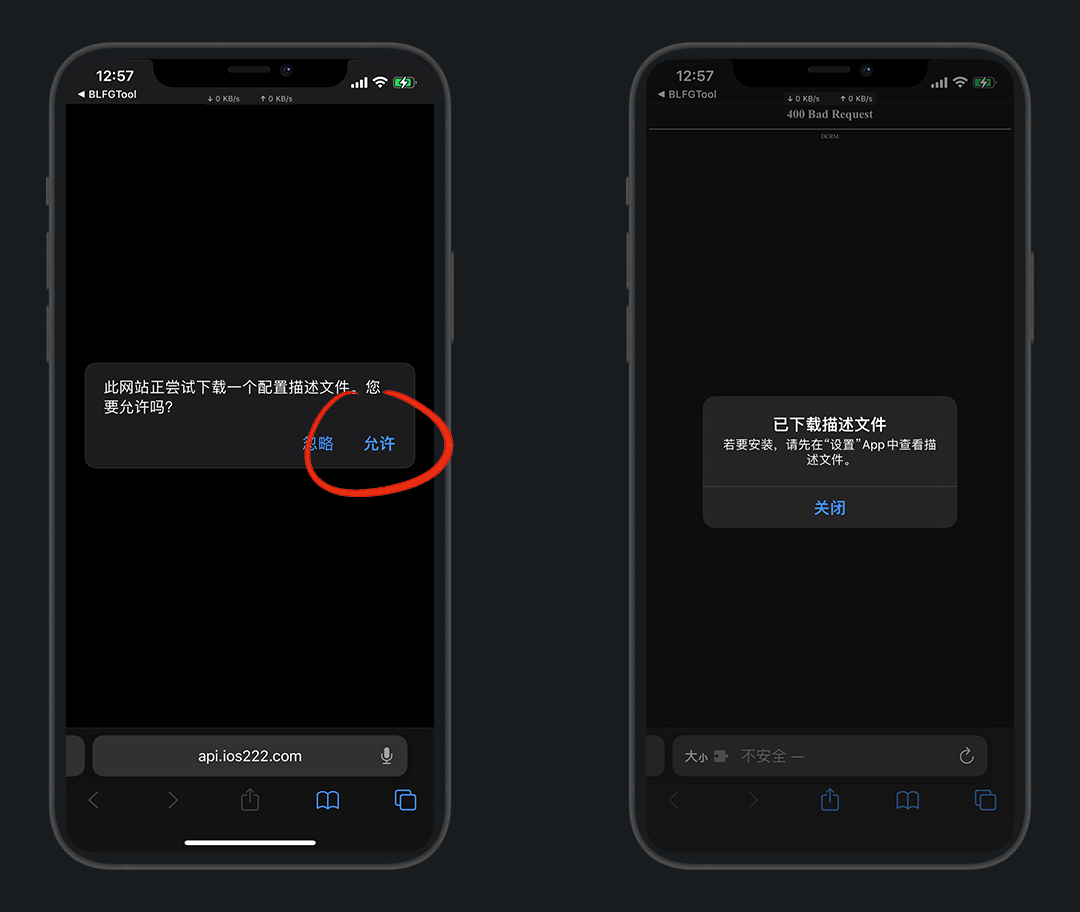 12:57
◀ BLFGTool
↓ 0 KB/s ↑ 0 KB/s
此网站正尝试下载一个配置描述文件。您
要允许吗?
忽略 允许
api.ios222.com
12:57
◀ BLFGTool
↓ 0 KB/s ↑ 0 KB/s
400 Bad Request
DCRM
已下载描述文件
若要安装，请先在“设置”App 中查看描
述文件。
关闭
大小 不安全 —